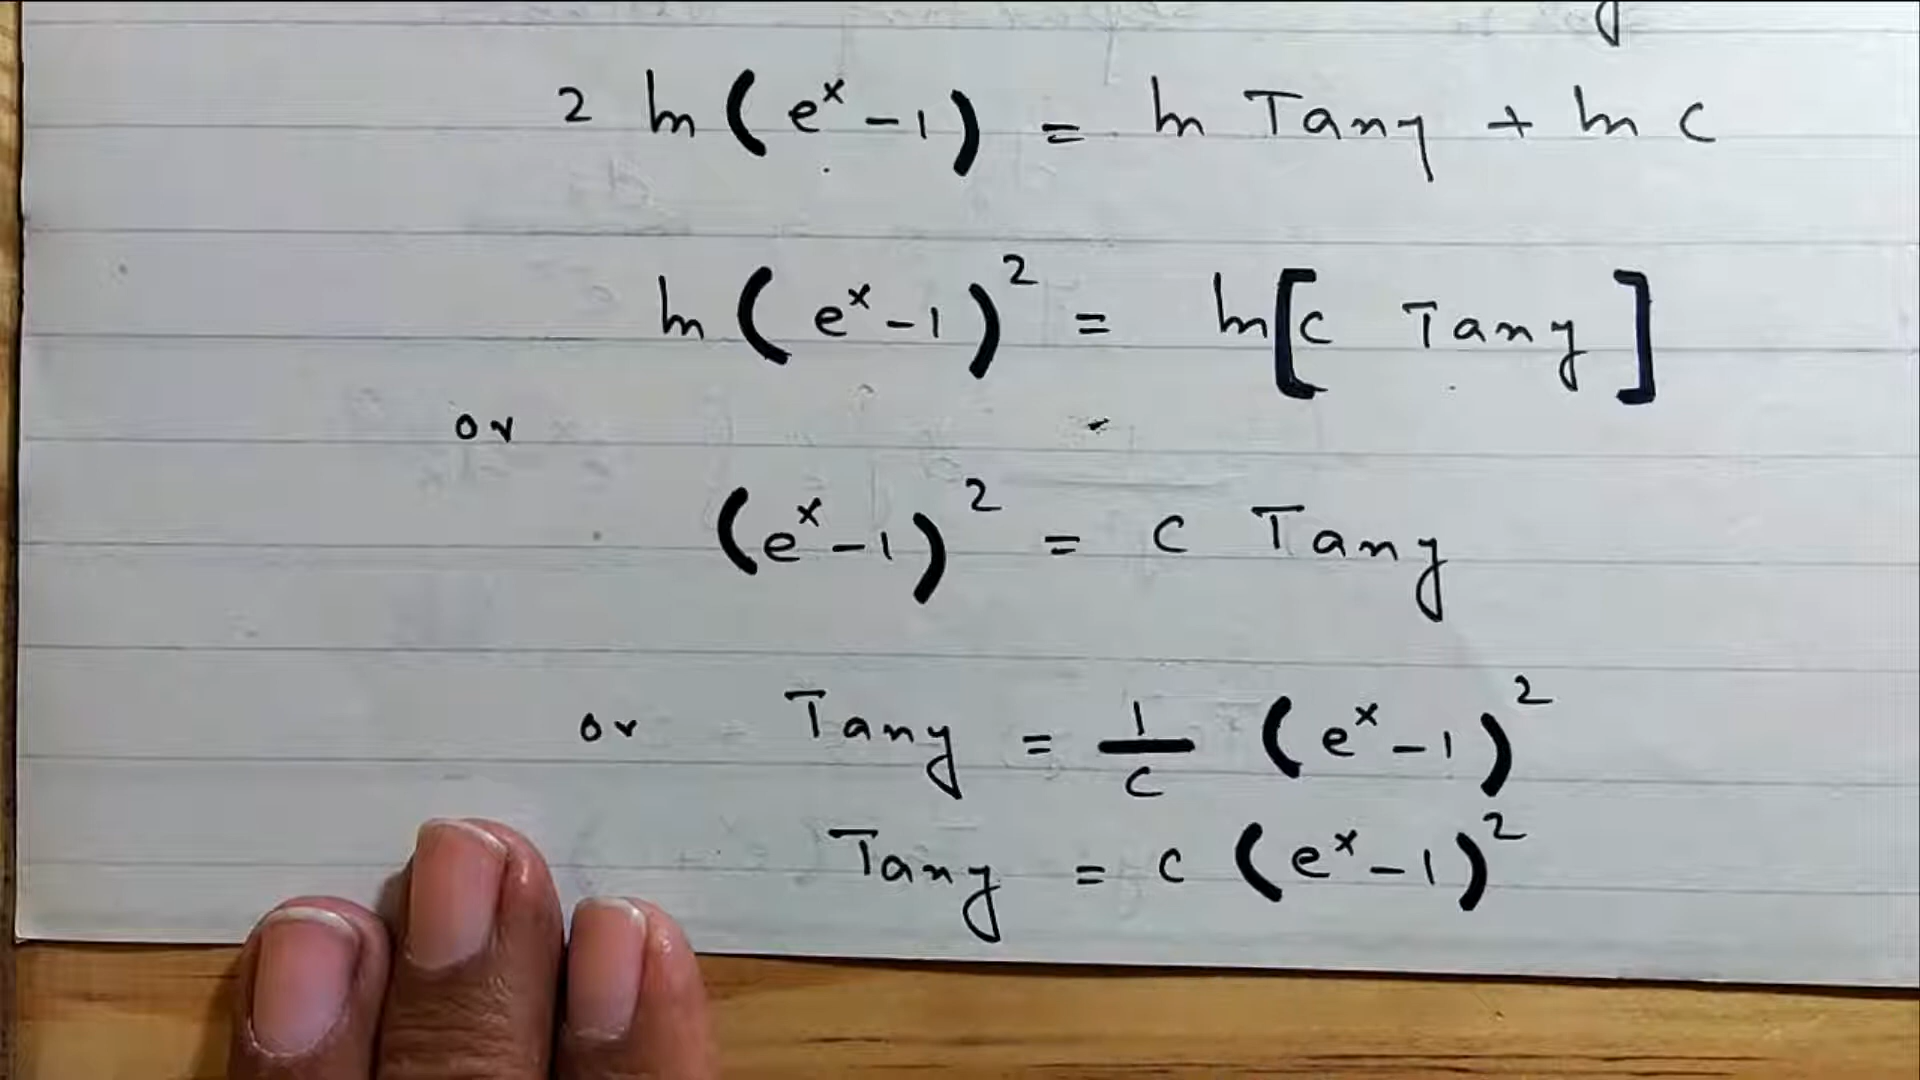 2 ln(e^x - 1) = ln Tany + ln c
ln(e^x - 1)^2 = ln[c Tany]
or
(e^x - 1)^2 = c Tany
or Tany = 1/c (e^x - 1)^2
Tany = c (e^x - 1)^2